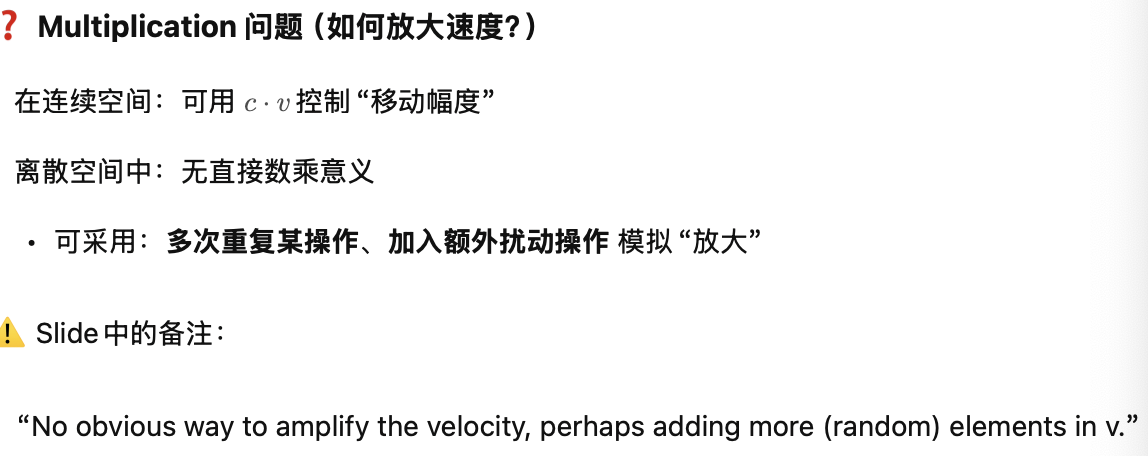 ❓ Multiplication 问题（如何放大速度？）
在连续空间：可用 c · v 控制“移动幅度”
离散空间中：无直接数乘意义
• 可采用：多次重复某操作、加入额外扰动操作 模拟“放大”
⚠️ Slide 中的备注：
“No obvious way to amplify the velocity, perhaps adding more (random) elements in v.”